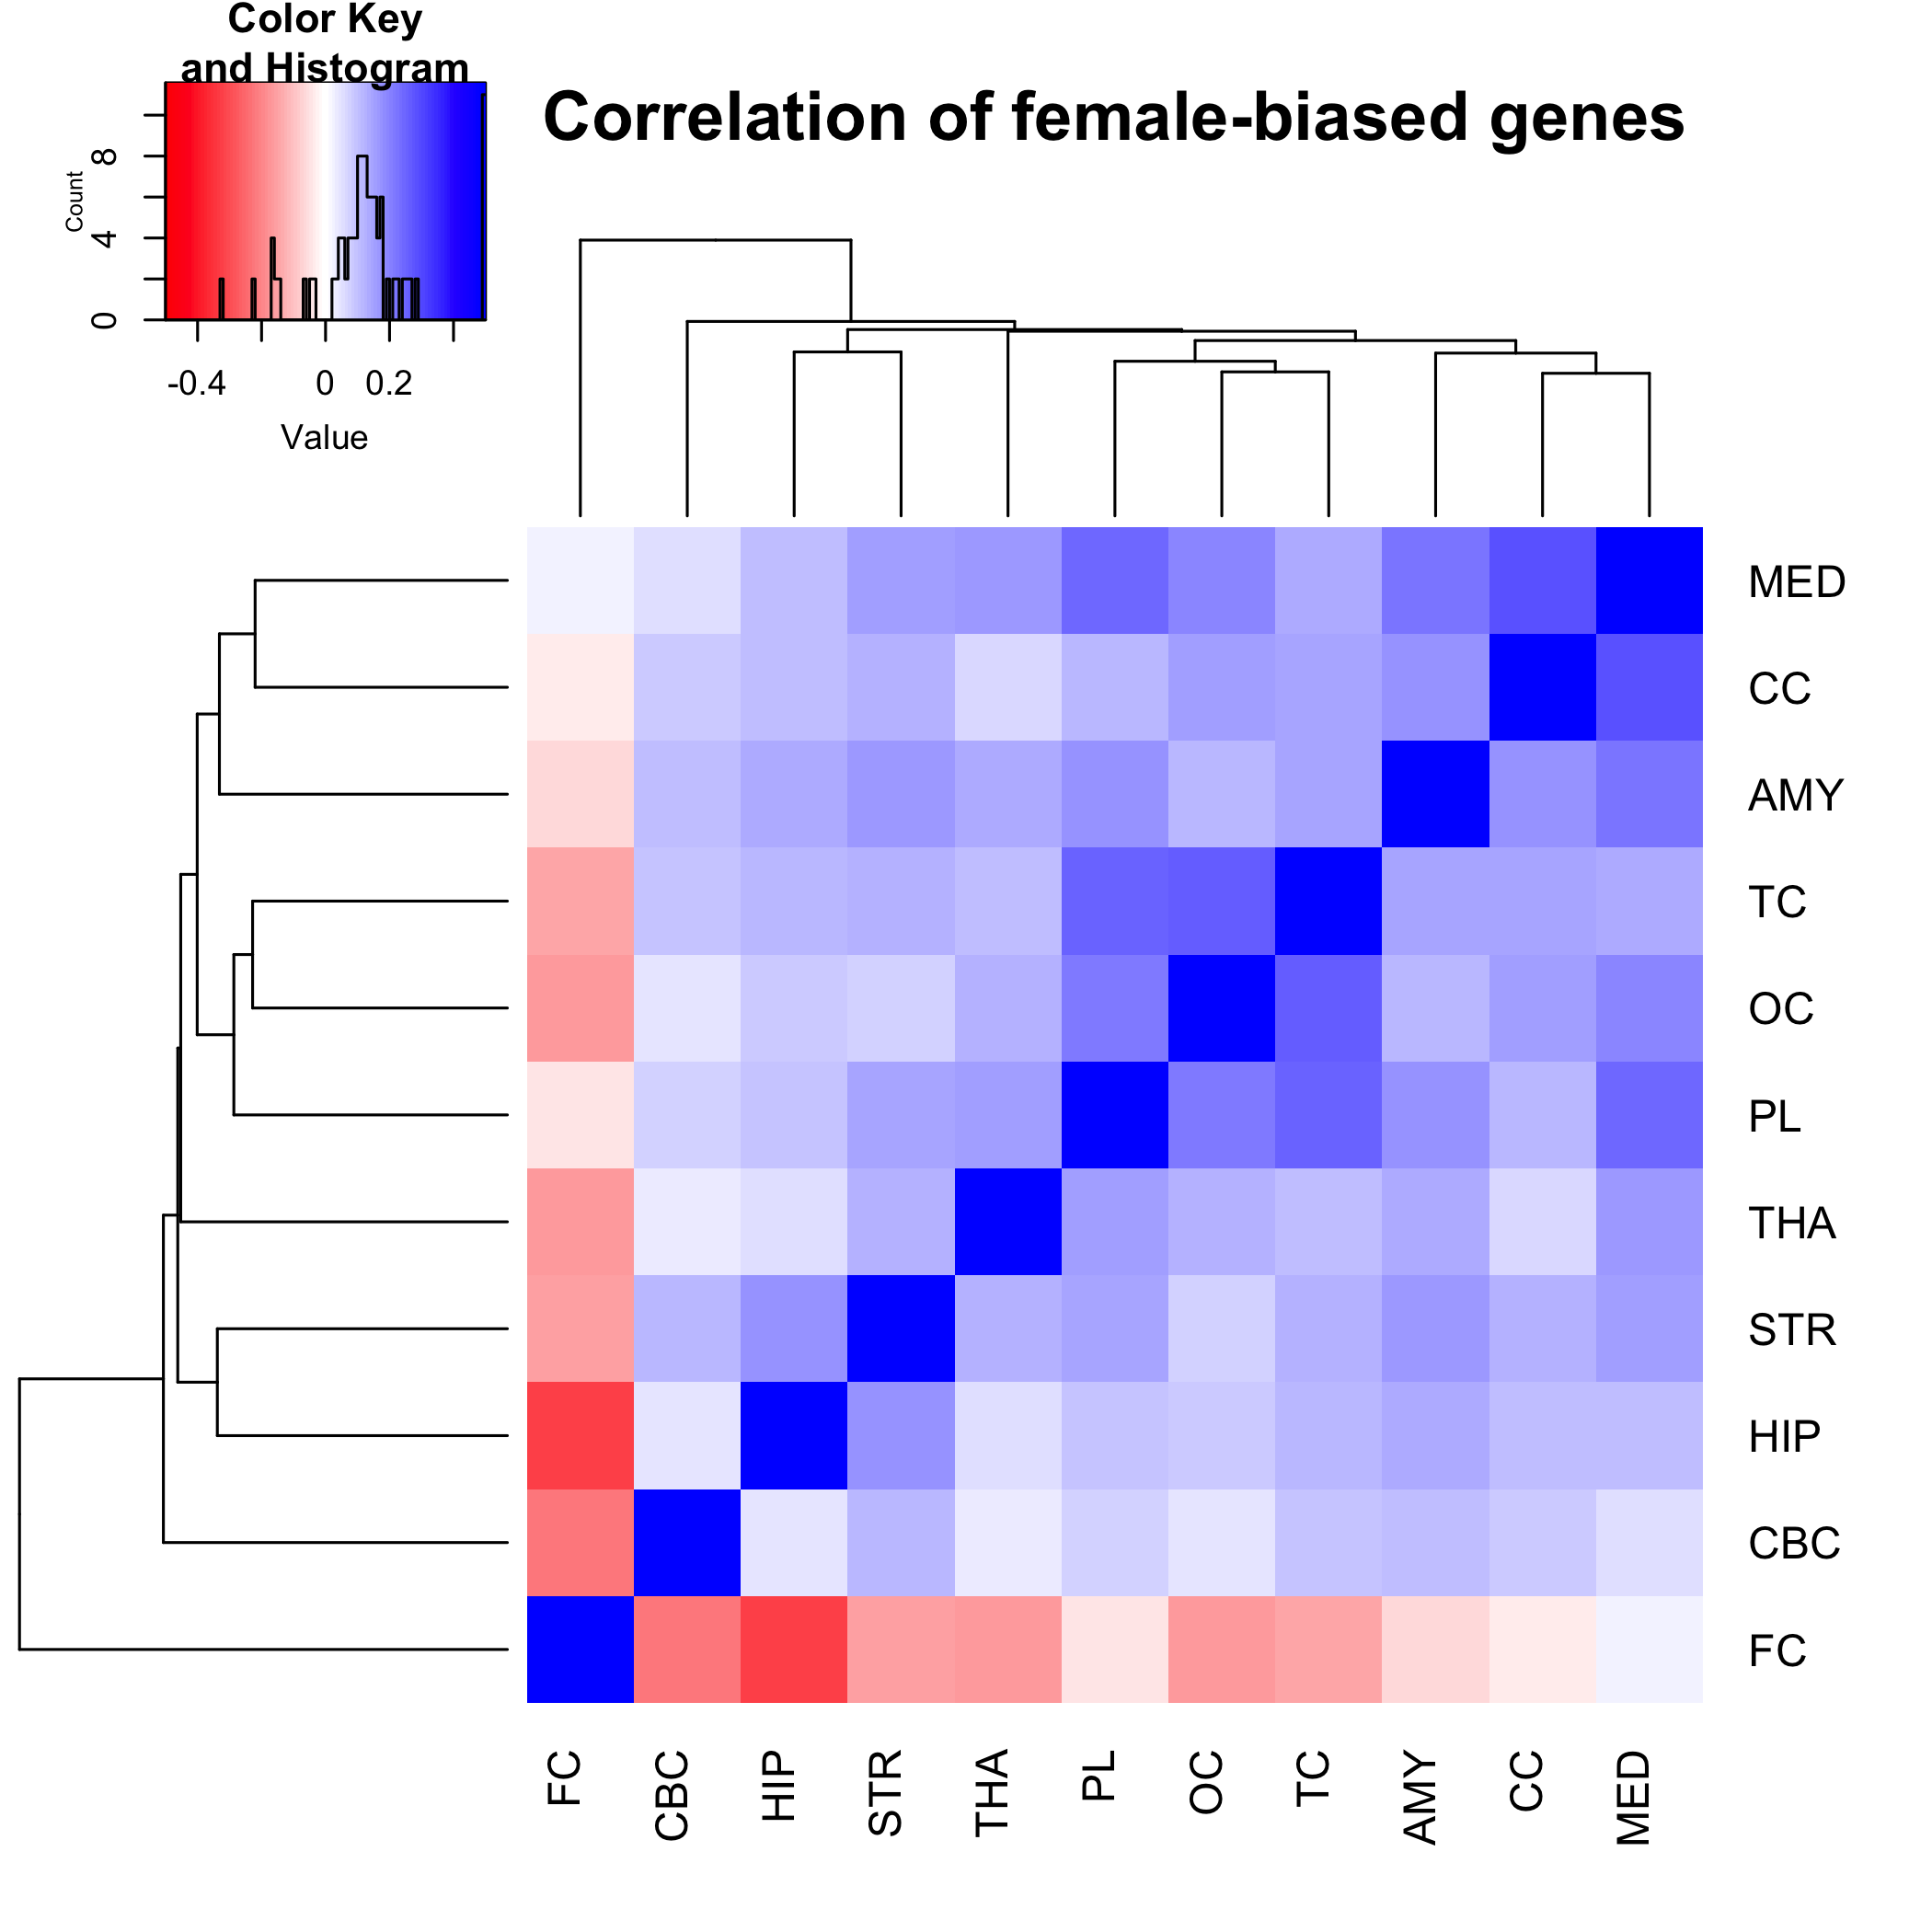 Color Key
and Histogram
Correlation of female-biased genes
Count
0 4 8
-0.4 0 0.2
Value
MED
CC
AMY
TC
OC
PL
THA
STR
HIP
CBC
FC
FC CBC HIP STR THA PL OC TC AMY CC MED